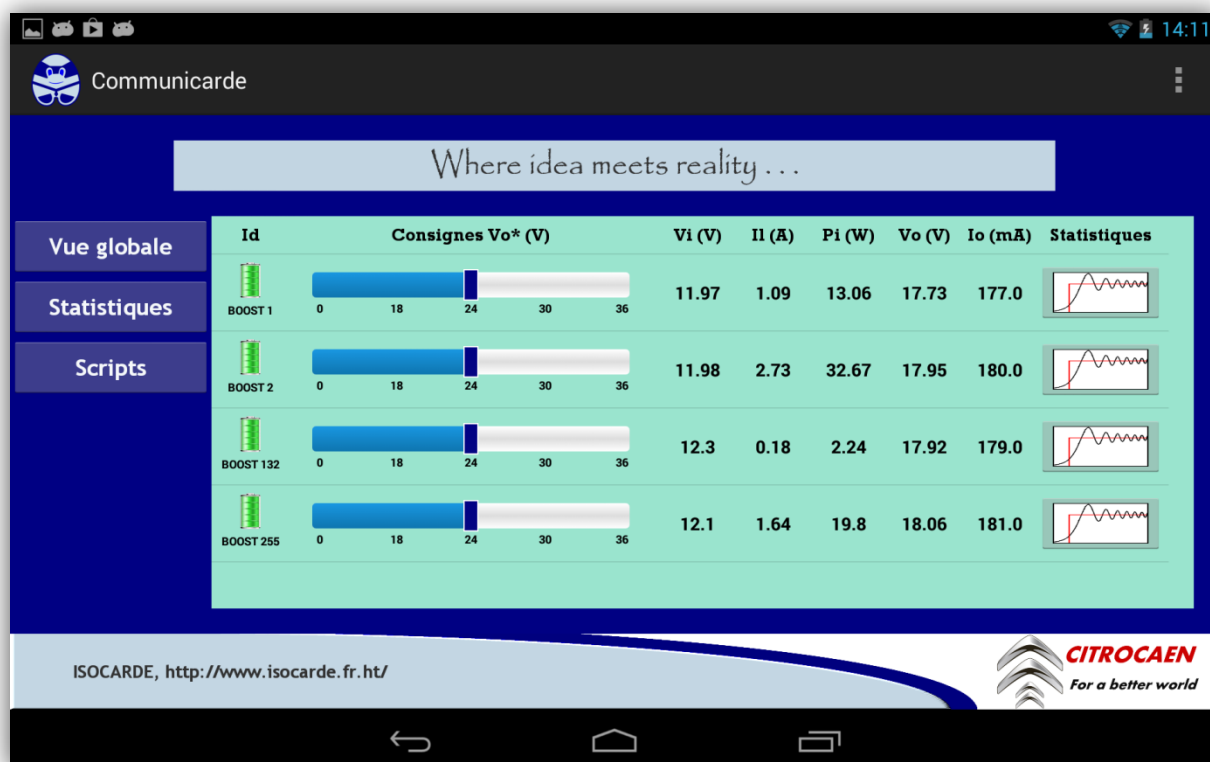 14:11
Communicarde
Where idea meets reality . . .
Vue globale
Statistiques
Scripts
Id Consignes Vo* (V) Vi (V) Il (A) Pi (W) Vo (V) Io (mA) Statistiques
BOOST 1 0 18 24 30 36 11.97 1.09 13.06 17.73 177.0
BOOST 2 0 18 24 30 36 11.98 2.73 32.67 17.95 180.0
BOOST 132 0 18 24 30 36 12.3 0.18 2.24 17.92 179.0
BOOST 255 0 18 24 30 36 12.1 1.64 19.8 18.06 181.0
ISOCARDE, http://www.isocarde.fr.ht/
CITROCAEN
For a better world